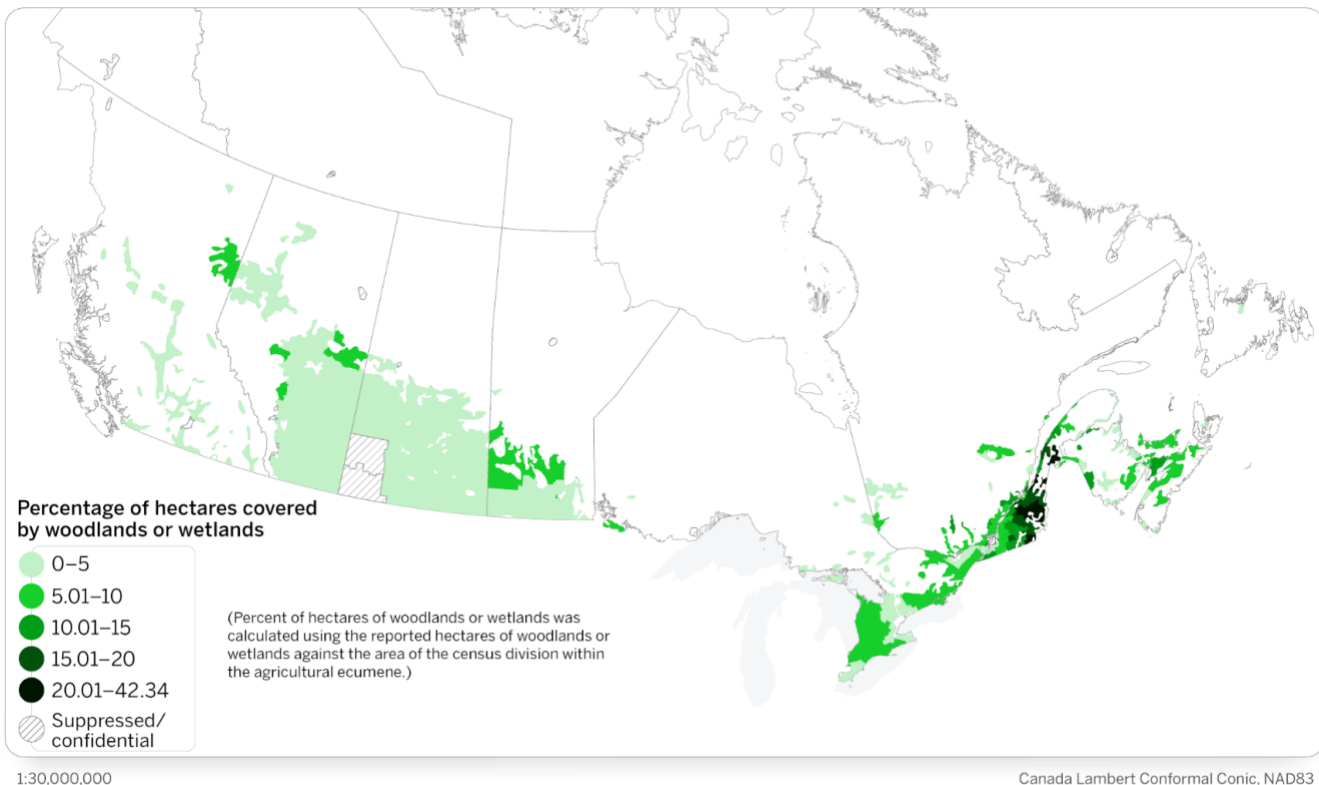 Percentage of hectares covered
by woodlands or wetlands
0–5
5.01–10
10.01–15
15.01–20
20.01–42.34
Suppressed/
confidential
(Percent of hectares of woodlands or wetlands was
calculated using the reported hectares of woodlands or
wetlands against the area of the census division within
the agricultural ecumene.)
1:30,000,000
Canada Lambert Conformal Conic, NAD83